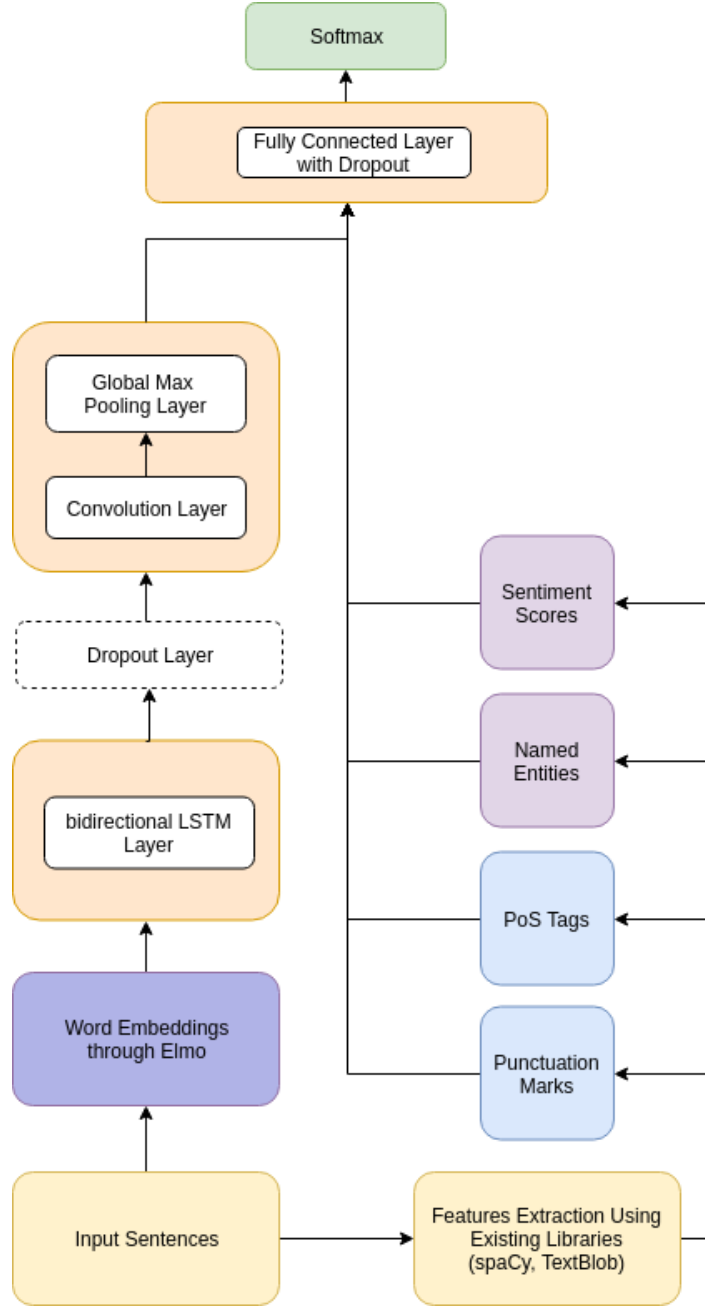 Softmax
Fully Connected Layer
with Dropout
Global Max
Pooling Layer
Convolution Layer
Sentiment
Scores
Dropout Layer
Named
Entities
bidirectional LSTM
Layer
PoS Tags
Word Embeddings
through Elmo
Punctuation
Marks
Input Sentences
Features Extraction Using
Existing Libraries
(spaCy, TextBlob)